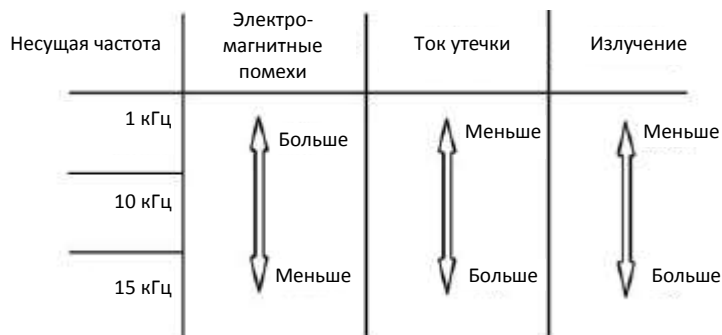 Несущая частота
Электро-
магнитные
помехи
Ток утечки
Излучение
1 кГц
Больше
Меньше
Меньше
10 кГц
15 кГц
Меньше
Больше
Больше